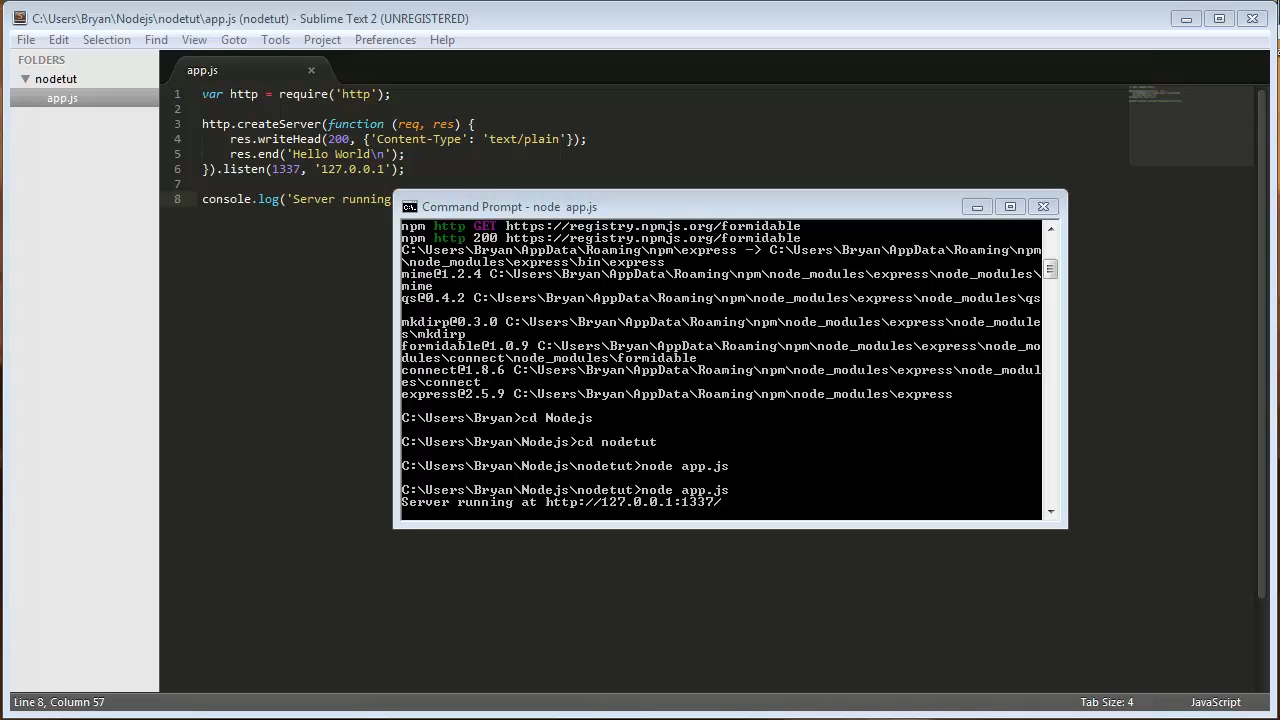 C:\Users\Bryan\Nodejs\nodetut\app.js (nodetut) - Sublime Text 2 (UNREGISTERED)
File Edit Selection Find View Goto Tools Project Preferences Help
FOLDERS
nodetut
app.js
app.js
1 var http = require('http');
2
3 http.createServer(function (req, res) {
4 res.writeHead(200, {'Content-Type': 'text/plain'});
5 res.end('Hello World\n');
6 }).listen(1337, '127.0.0.1');
7
8 console.log('Server running
Command Prompt - node app.js
npm http GET https://registry.npmjs.org/formidable
npm http 200 https://registry.npmjs.org/formidable
C:\Users\Bryan\AppData\Roaming\npm\express -> C:\Users\Bryan\AppData\Roaming\npm
\node_modules\express\bin\express
mime@1.2.4 C:\Users\Bryan\AppData\Roaming\npm\node_modules\express\node_modules\
mime
qs@0.4.2 C:\Users\Bryan\AppData\Roaming\npm\node_modules\express\node_modules\qs
mkdirp@0.3.0 C:\Users\Bryan\AppData\Roaming\npm\node_modules\express\node_module
s\mkdirp
formidable@1.0.9 C:\Users\Bryan\AppData\Roaming\npm\node_modules\express\node_mo
dules\connect\node_modules\formidable
connect@1.8.6 C:\Users\Bryan\AppData\Roaming\npm\node_modules\express\node_modul
es\connect
express@2.5.9 C:\Users\Bryan\AppData\Roaming\npm\node_modules\express
C:\Users\Bryan>cd Nodejs
C:\Users\Bryan\Nodejs>cd nodetut
C:\Users\Bryan\Nodejs\nodetut>node app.js
C:\Users\Bryan\Nodejs\nodetut>node app.js
Server running at http://127.0.0.1:1337/
Line 8, Column 57
Tab Size: 4
JavaScript